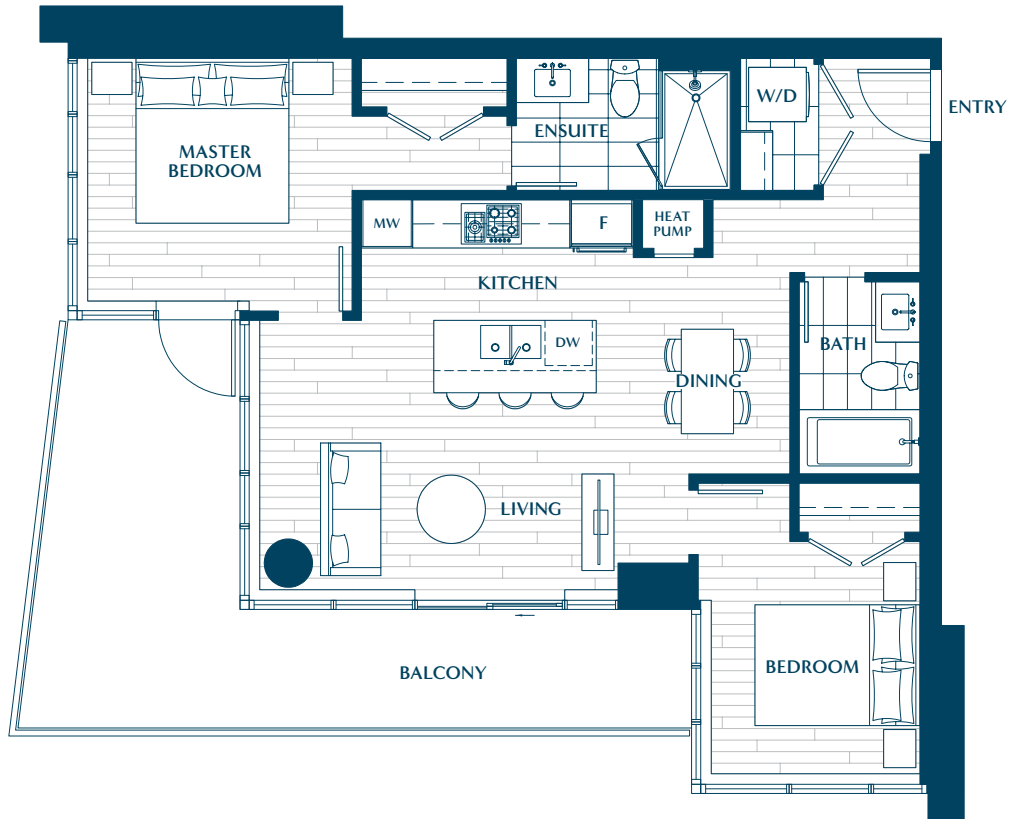 W/D
ENTRY
ENSUITE
MASTER
BEDROOM
MW
F
HEAT
PUMP
KITCHEN
DW
BATH
DINING
LIVING
BEDROOM
BALCONY